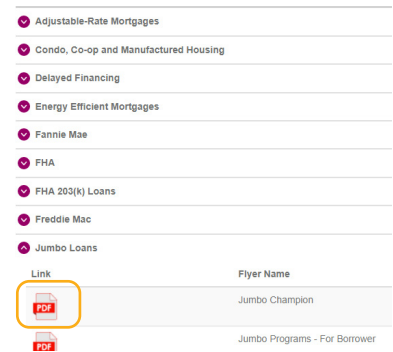 Adjustable-Rate Mortgages
Condo, Co-op and Manufactured Housing
Delayed Financing
Energy Efficient Mortgages
Fannie Mae
FHA
FHA 203(k) Loans
Freddie Mac
Jumbo Loans
Link Flyer Name
PDF Jumbo Champion
PDF Jumbo Programs - For Borrower